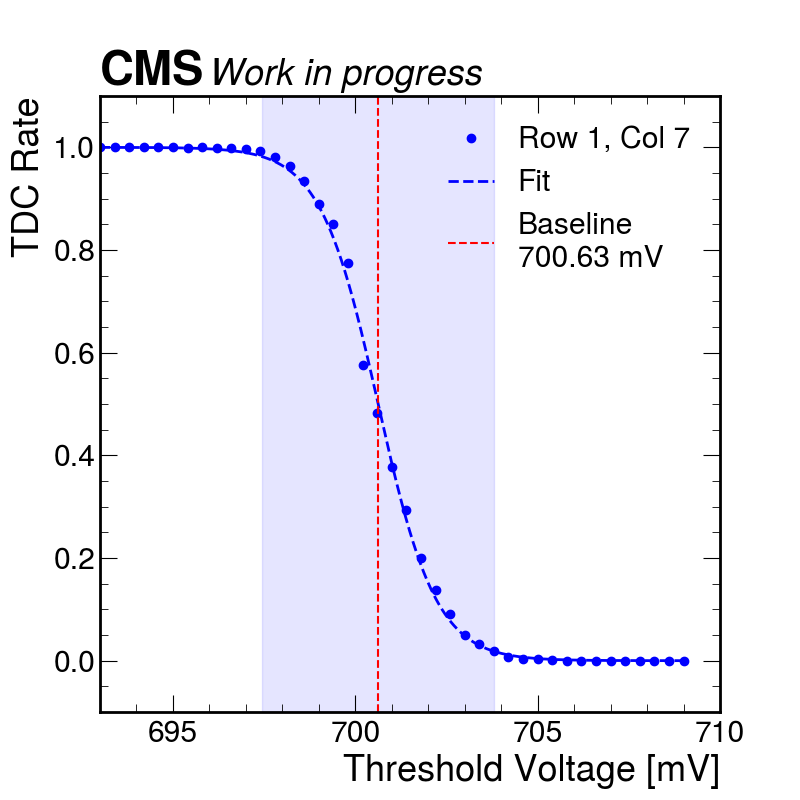 CMS Work in progress
TDC Rate
1.0
0.8
0.6
0.4
0.2
0.0
Row 1, Col 7
Fit
Baseline
700.63 mV
695
700
705
710
Threshold Voltage [mV]